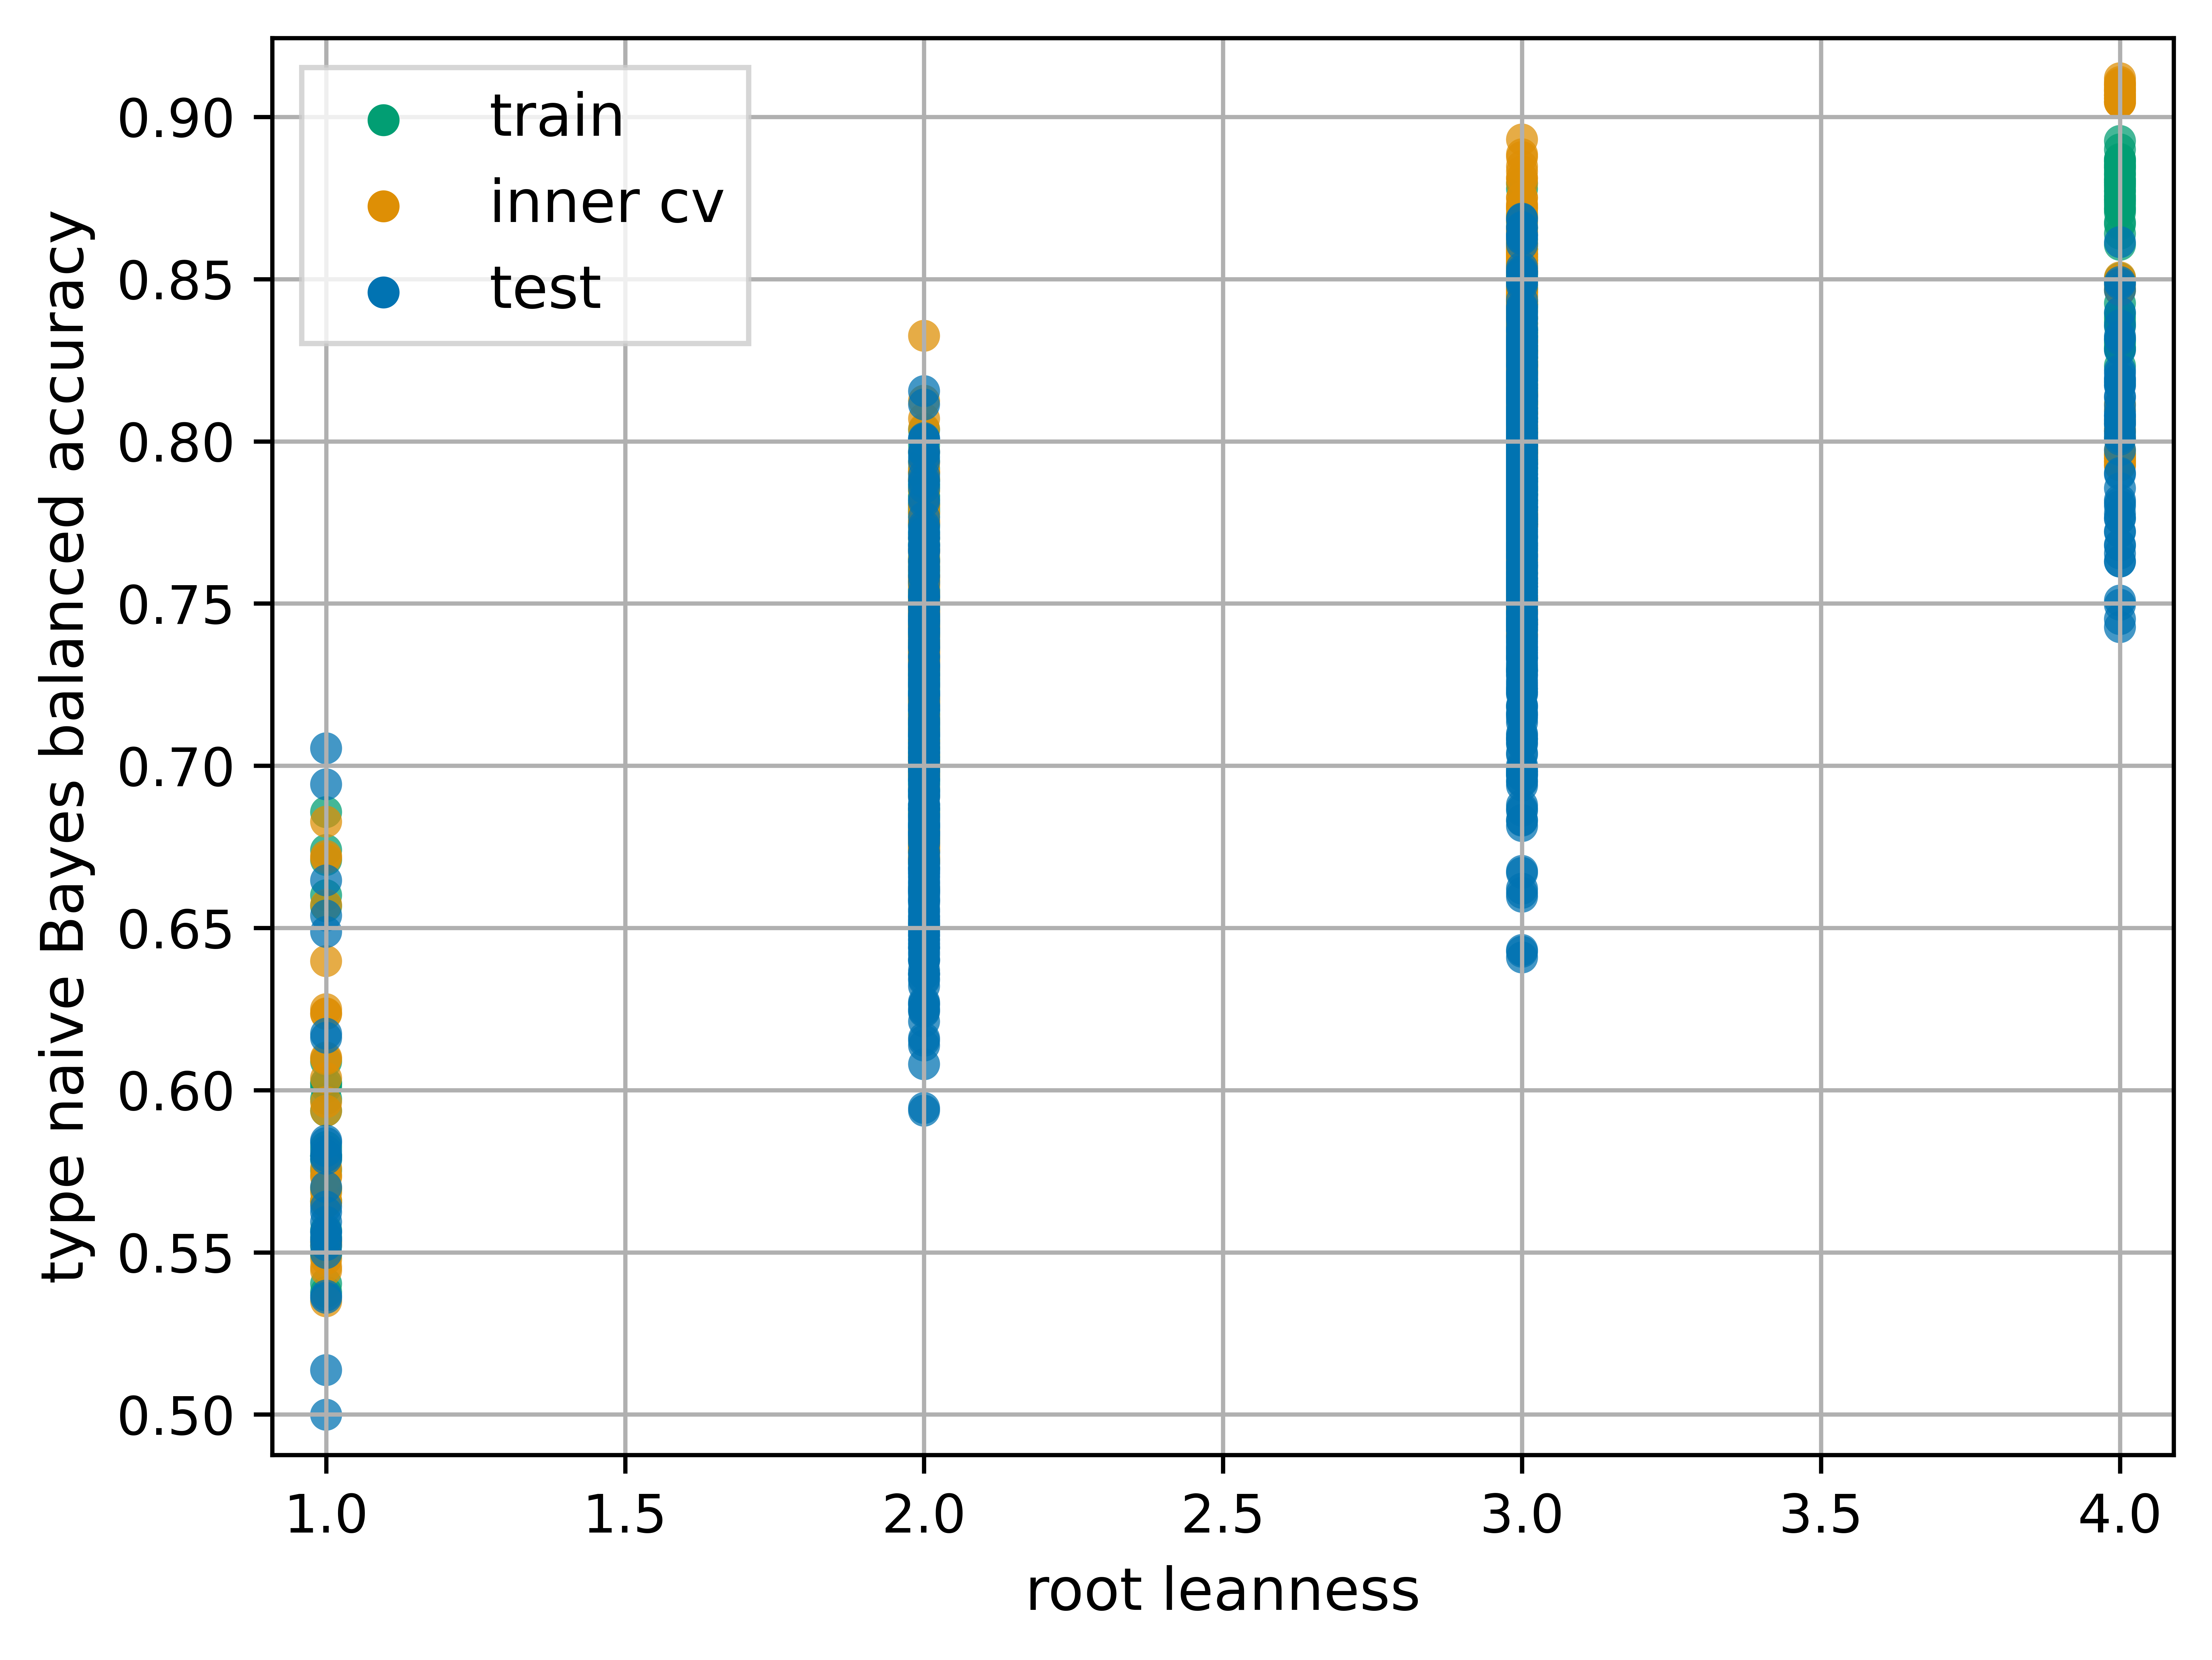 train
inner cv
test
type naive Bayes balanced accuracy
0.90
0.85
0.80
0.75
0.70
0.65
0.60
0.55
0.50
1.0 1.5 2.0 2.5 3.0 3.5 4.0
root leanness